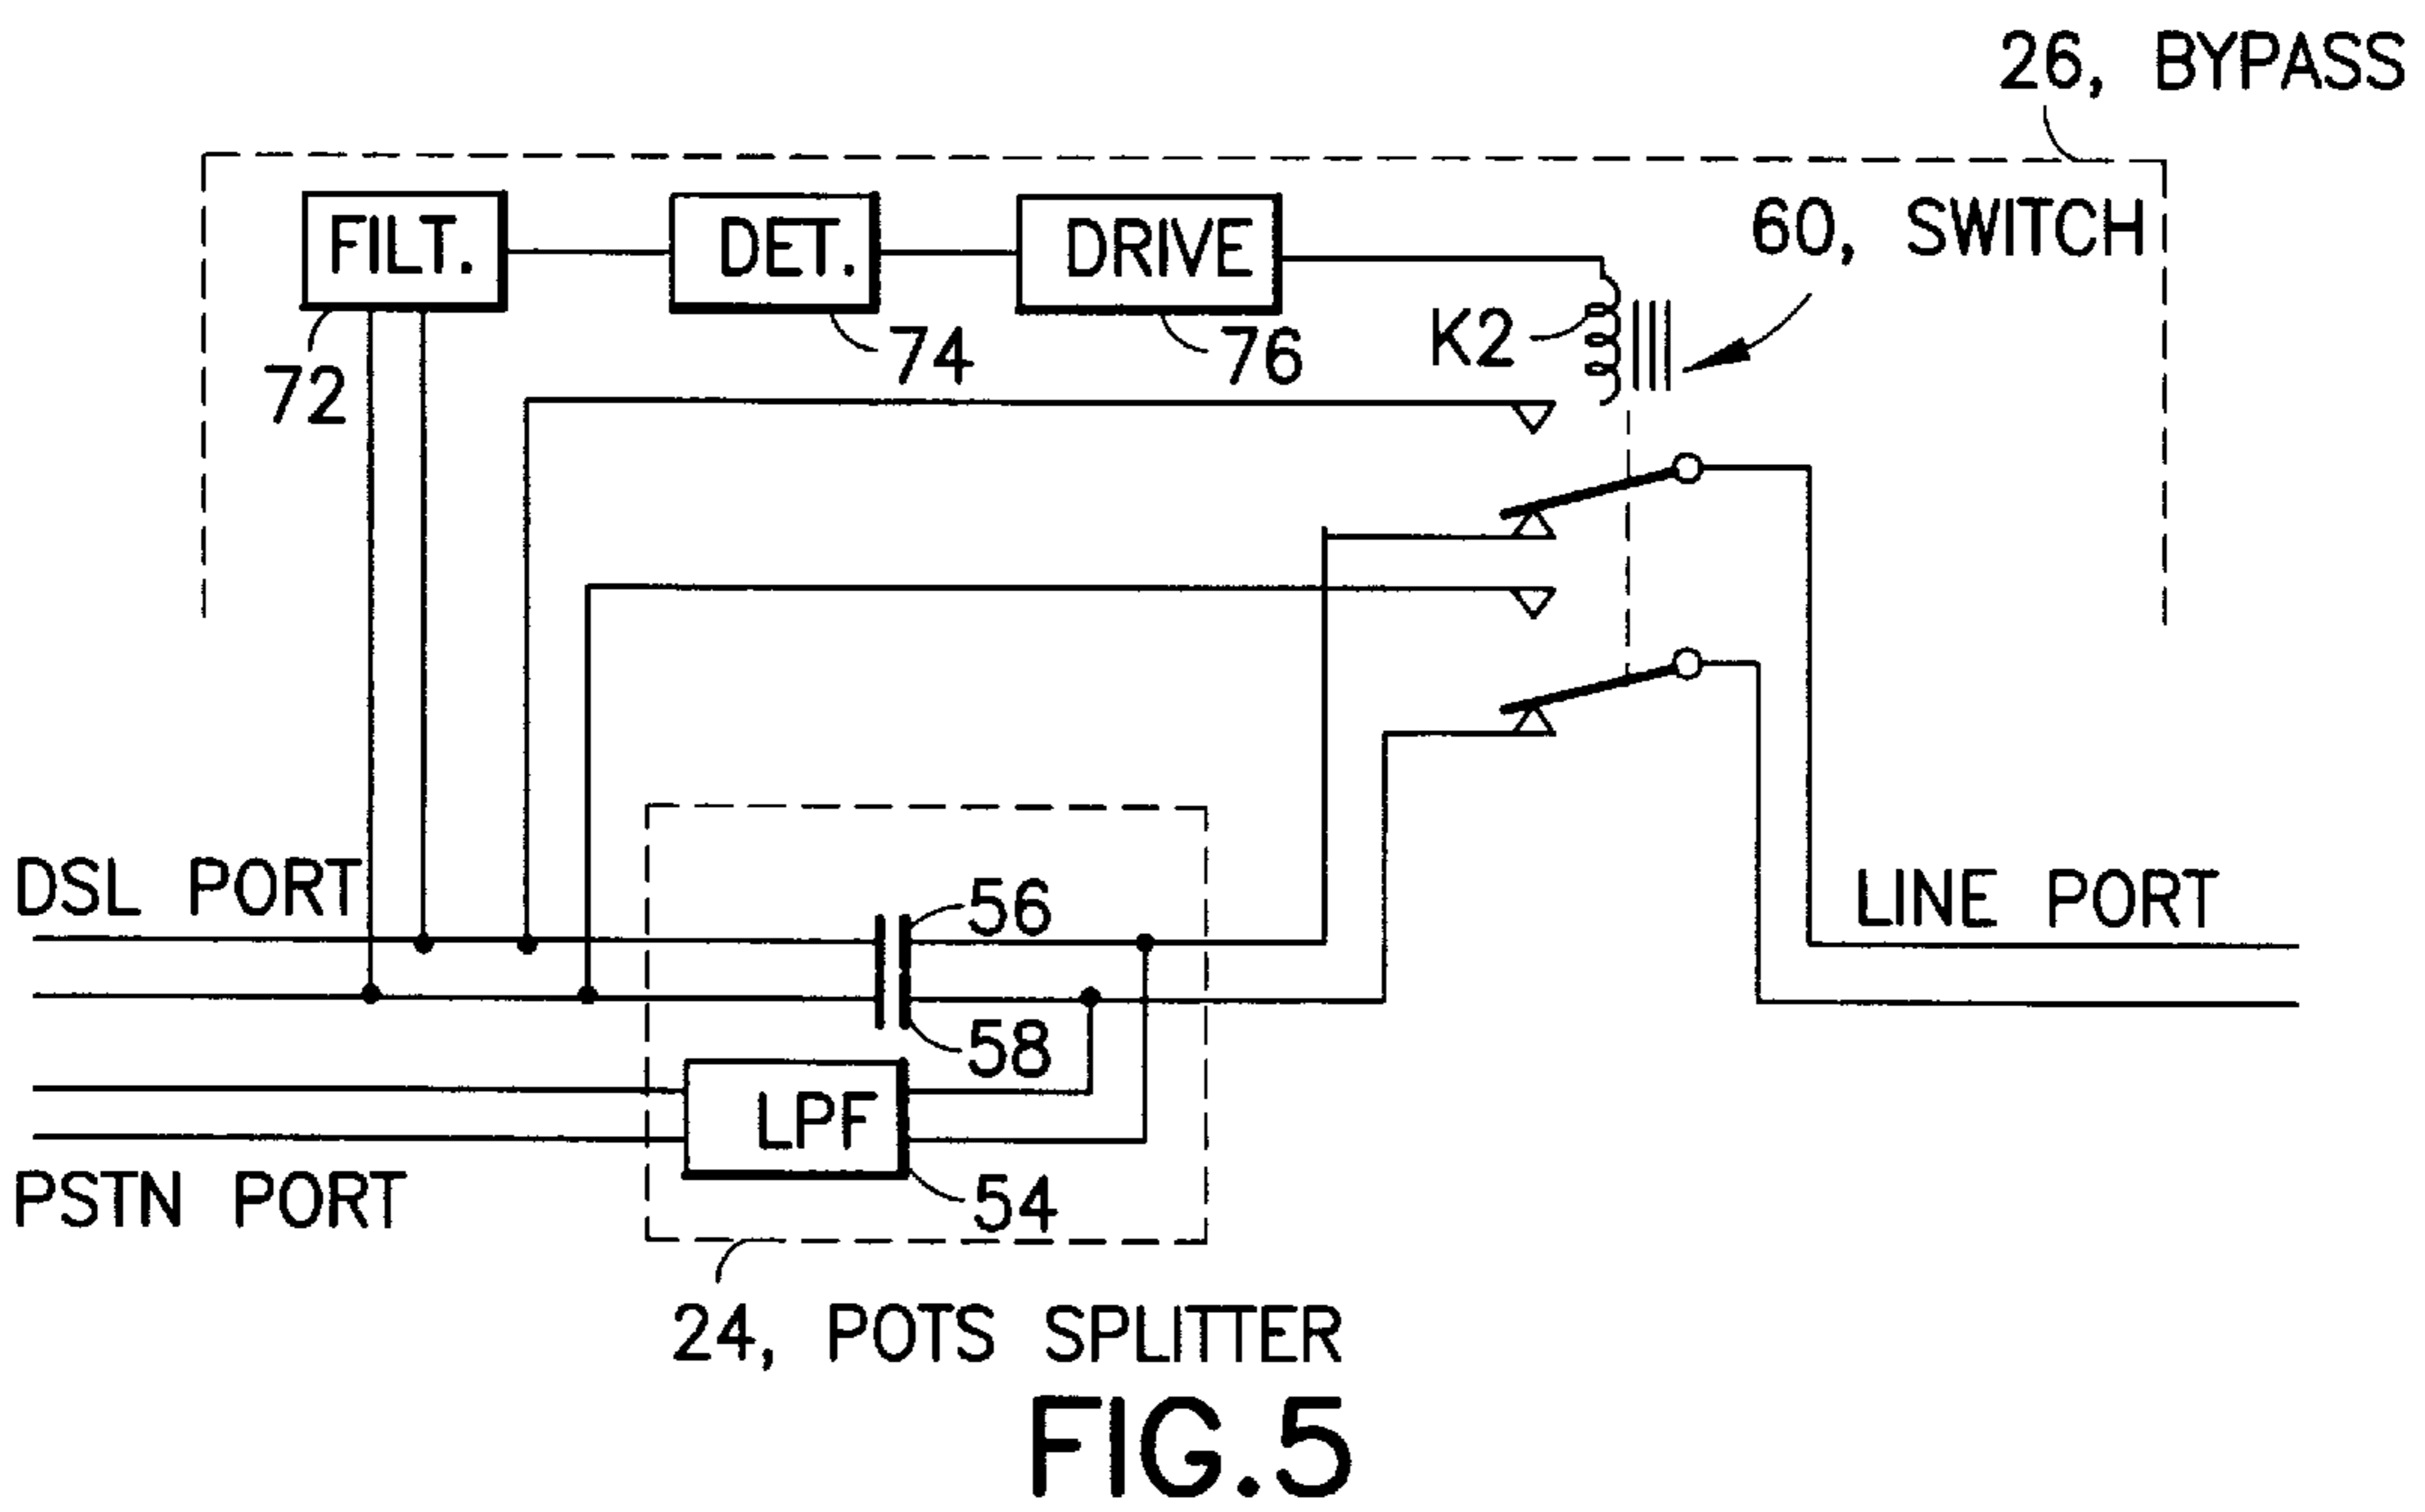 26, BYPASS
60, SWITCH
FILT.
DET.
DRIVE
72
74
76
K2
DSL PORT
LINE PORT
56
58
LPF
54
PSTN PORT
24, POTS SPLITTER
FIG.5